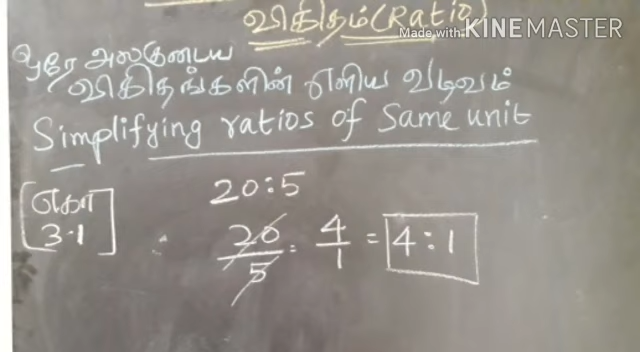 விகிதம்(Ratio)
Made with KINEMASTER
ஒரே அலகுடைய
விகிதங்களின் எளிய வடிவம்
Simplifying ratios of Same unit
எகா
3.1
20:5
20/5 = 4/1 = 4:1